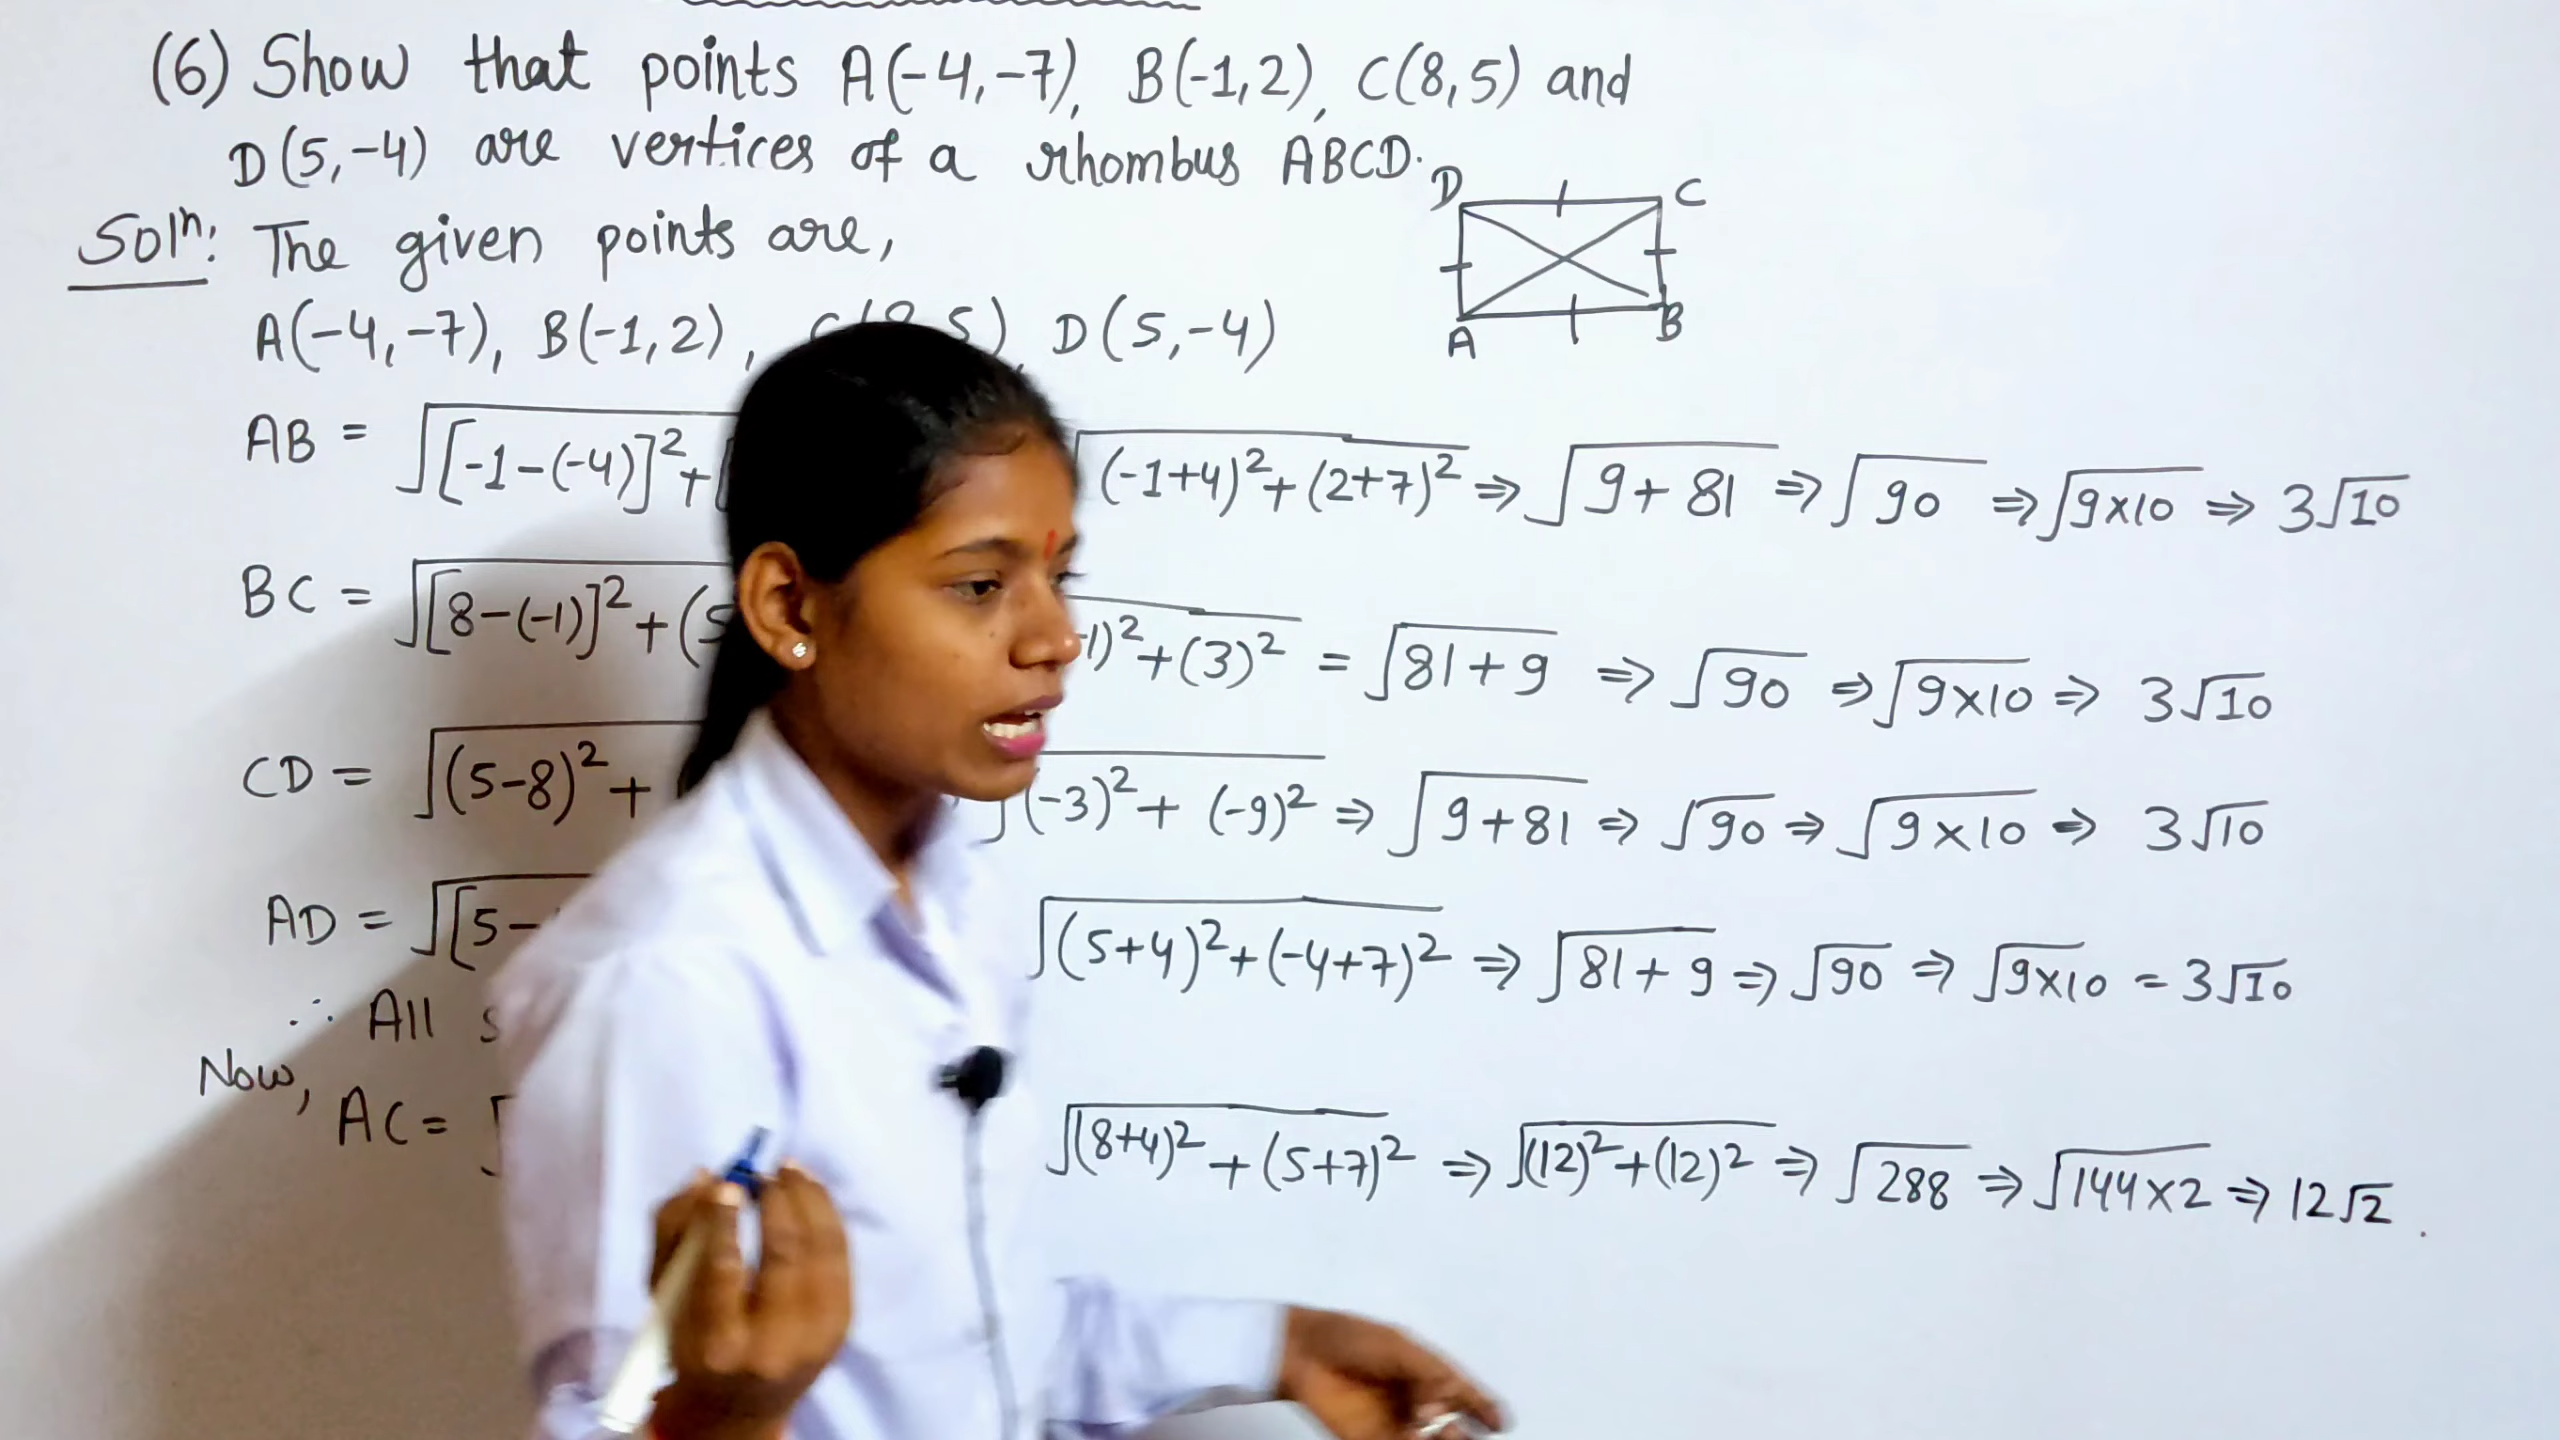 (6) Show that points A(-4,-7), B(-1,2), C(8,5) and
D(5,-4) are vertices of a rhombus ABCD.
D C
A B
Solⁿ: The given points are,
A(-4,-7), B(-1,2), D(5,-4)
AB = √[-1-(-4)]²+ √(-1+4)²+(2+7)² ⇒ √9+81 ⇒ √90 ⇒ √9×10 ⇒ 3√10
BC = √[8-(-1)]²+(5 1)²+(3)² = √81+9 ⇒ √90 ⇒ √9×10 ⇒ 3√10
CD = √(5-8)²+ √(-3)²+ (-9)² ⇒ √9+81 ⇒ √90 ⇒ √9×10 ⇒ 3√10
AD = √[5- √(5+4)²+(-4+7)² ⇒ √81+9 ⇒ √90 ⇒ √9×10 = 3√10
∴ All
Now,
AC = √(8+4)²+(5+7)² ⇒ √(12)²+(12)² ⇒ √288 ⇒ √144×2 ⇒ 12√2